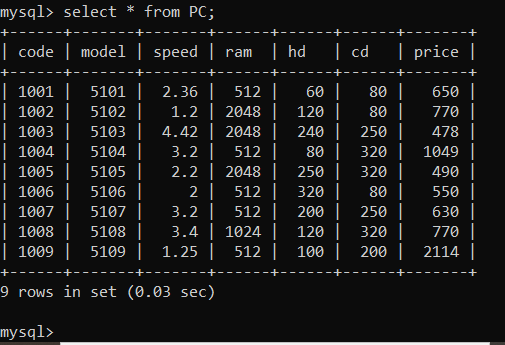 mysql> select * from PC;
+------+-------+-------+------+------+------+-------+
| code | model | speed | ram  | hd   | cd   | price |
+------+-------+-------+------+------+------+-------+
| 1001 |  5101 |  2.36 |  512 |   60 |   80 |   650 |
| 1002 |  5102 |   1.2 | 2048 |  120 |   80 |   770 |
| 1003 |  5103 |  4.42 | 2048 |  240 |  250 |   478 |
| 1004 |  5104 |   3.2 |  512 |   80 |  320 |  1049 |
| 1005 |  5105 |   2.2 | 2048 |  250 |  320 |   490 |
| 1006 |  5106 |     2 |  512 |  320 |   80 |   550 |
| 1007 |  5107 |   3.2 |  512 |  200 |  250 |   630 |
| 1008 |  5108 |   3.4 | 1024 |  120 |  320 |   770 |
| 1009 |  5109 |  1.25 |  512 |  100 |  200 |  2114 |
+------+-------+-------+------+------+------+-------+
9 rows in set (0.03 sec)
mysql>